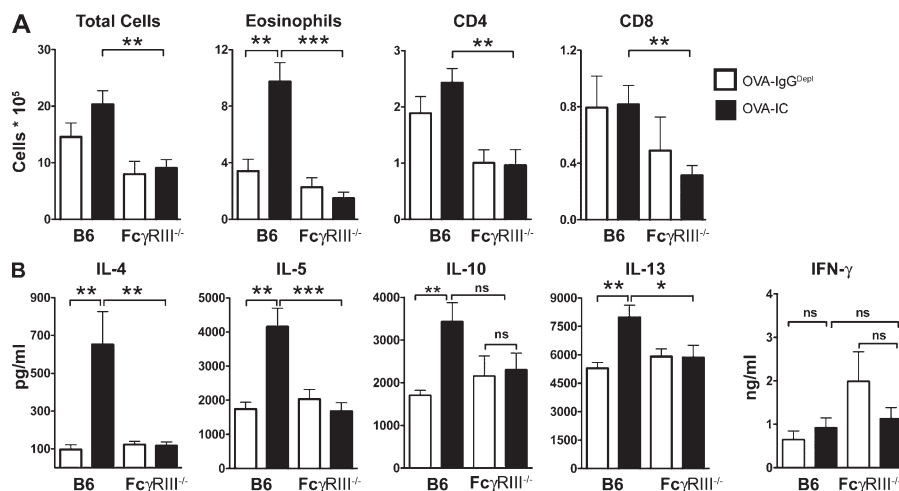 A
Total Cells
Eosinophils
CD4
CD8
Cells * 10⁵
30
20
10
0
**
B6
FcγRIII-/-
12
8
4
0
**
***
B6
FcγRIII-/-
3
2
1
0
**
B6
FcγRIII-/-
1.2
0.8
0.4
0.0
**
B6
FcγRIII-/-
OVA-IgGDepl
OVA-IC
B
IL-4
IL-5
IL-10
IL-13
IFN-γ
pg/ml
900
700
500
300
100
**
**
B6
FcγRIII-/-
5000
4000
3000
2000
1000
0
**
***
B6
FcγRIII-/-
4000
3000
2000
1000
0
**
ns
ns
B6
FcγRIII-/-
9000
7500
6000
4500
3000
1500
0
**
*
B6
FcγRIII-/-
ng/ml
4
3
2
1
0
ns
ns
ns
B6
FcγRIII-/-